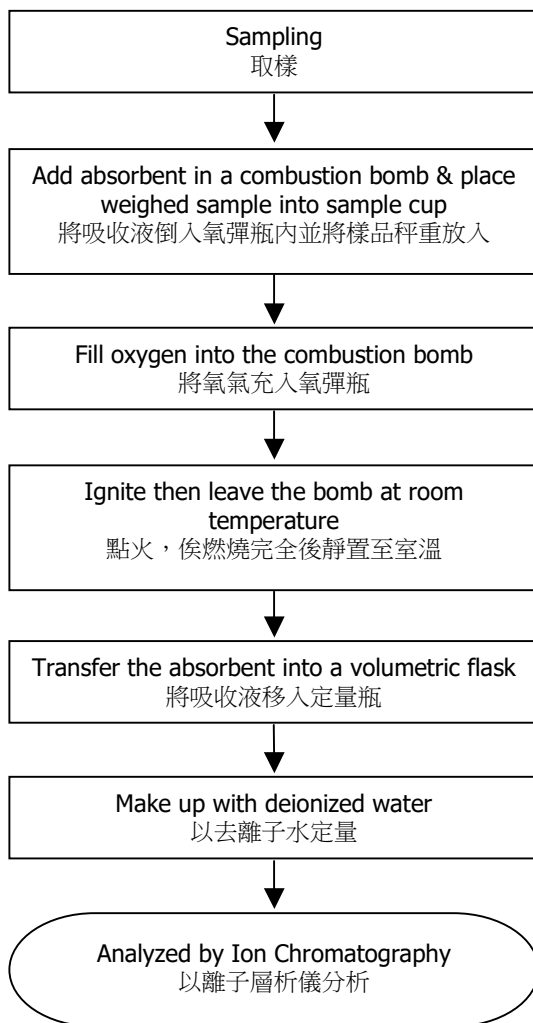 Sampling
取樣
Add absorbent in a combustion bomb & place
weighed sample into sample cup
將吸收液倒入氧彈瓶內並將樣品秤重放入
Fill oxygen into the combustion bomb
將氧氣充入氧彈瓶
Ignite then leave the bomb at room
temperature
點火，俟燃燒完全後靜置至室溫
Transfer the absorbent into a volumetric flask
將吸收液移入定量瓶
Make up with deionized water
以去離子水定量
Analyzed by Ion Chromatography
以離子層析儀分析